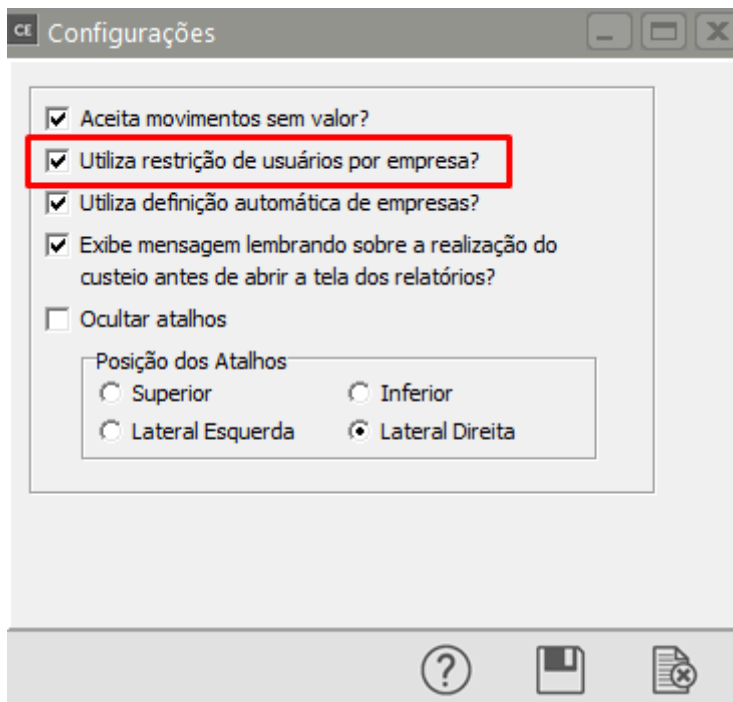 CE Configurações
Aceita movimentos sem valor?
Utiliza restrição de usuários por empresa?
Utiliza definição automática de empresas?
Exibe mensagem lembrando sobre a realização do
custeio antes de abrir a tela dos relatórios?
Ocultar atalhos
Posição dos Atalhos
Superior
Inferior
Lateral Esquerda
Lateral Direita